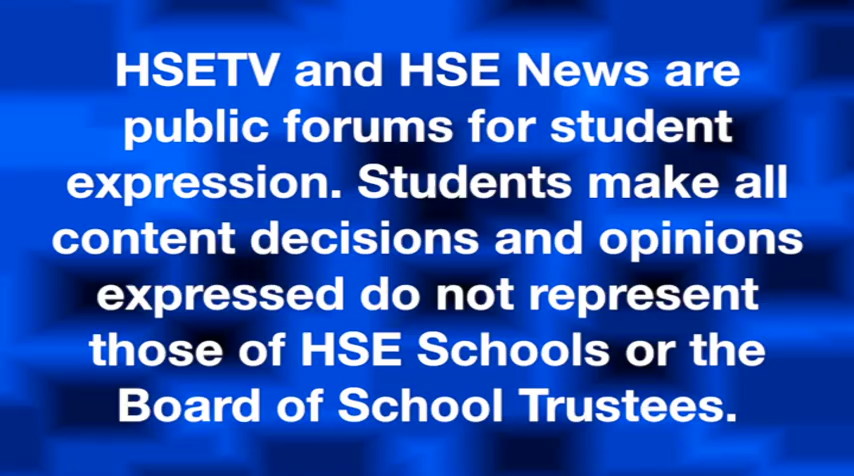 HSETV and HSE News are
public forums for student
expression. Students make all
content decisions and opinions
expressed do not represent
those of HSE Schools or the
Board of School Trustees.